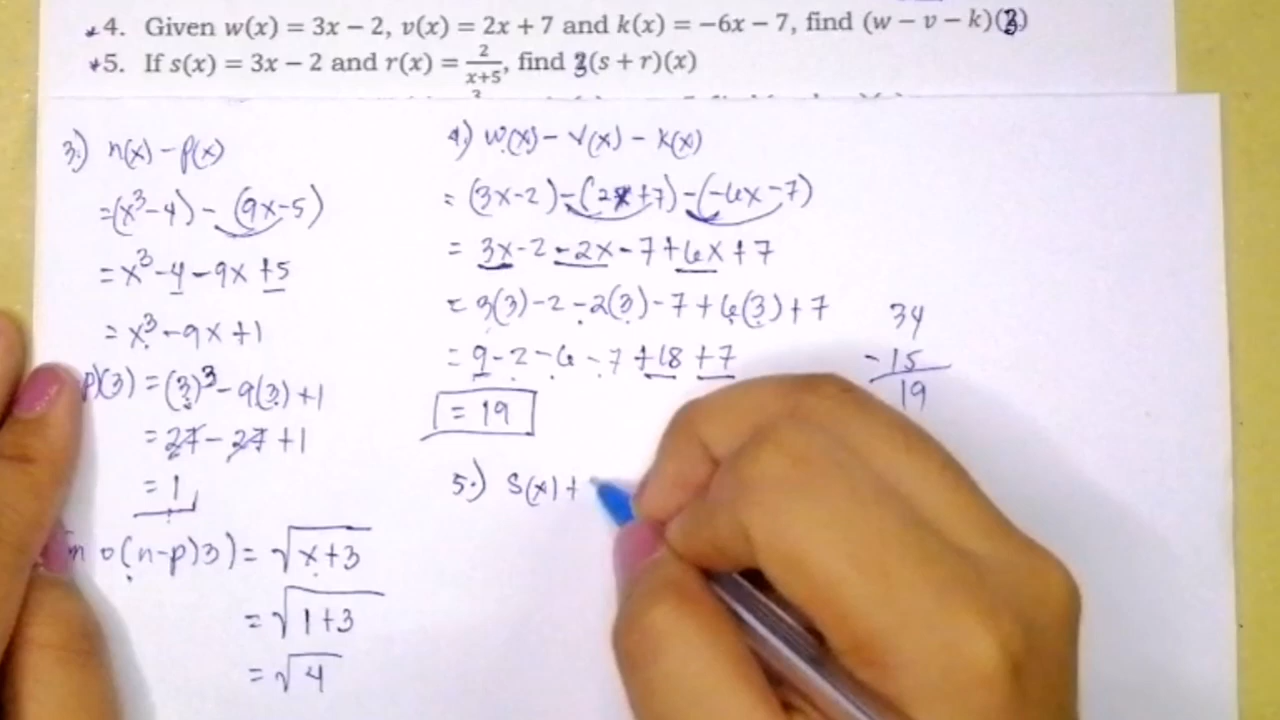 *4. Given w(x) = 3x − 2, v(x) = 2x + 7 and k(x) = −6x − 7, find (w − v − k)(3)
*5. If s(x) = 3x − 2 and r(x) = 2/(x+5), find 3(s + r)(x)
3.) n(x) − p(x)
= (x³−4) − (9x−5)
= x³−4−9x+5
= x³−9x+1
p)(3) = (3)³−9(3)+1
= 27−27+1
= 1
n o(n-p)3) = √x+3
= √1+3
= √4
4.) w(x) − v(x) − k(x)
= (3x−2)−(2x+7)−(−6x−7)
= 3x−2−2x−7+6x+7
= 3(3)−2−2(3)−7+6(3)+7
= 9−2−6−7+18+7
= 19
34
−15
19
5.) S(x)+